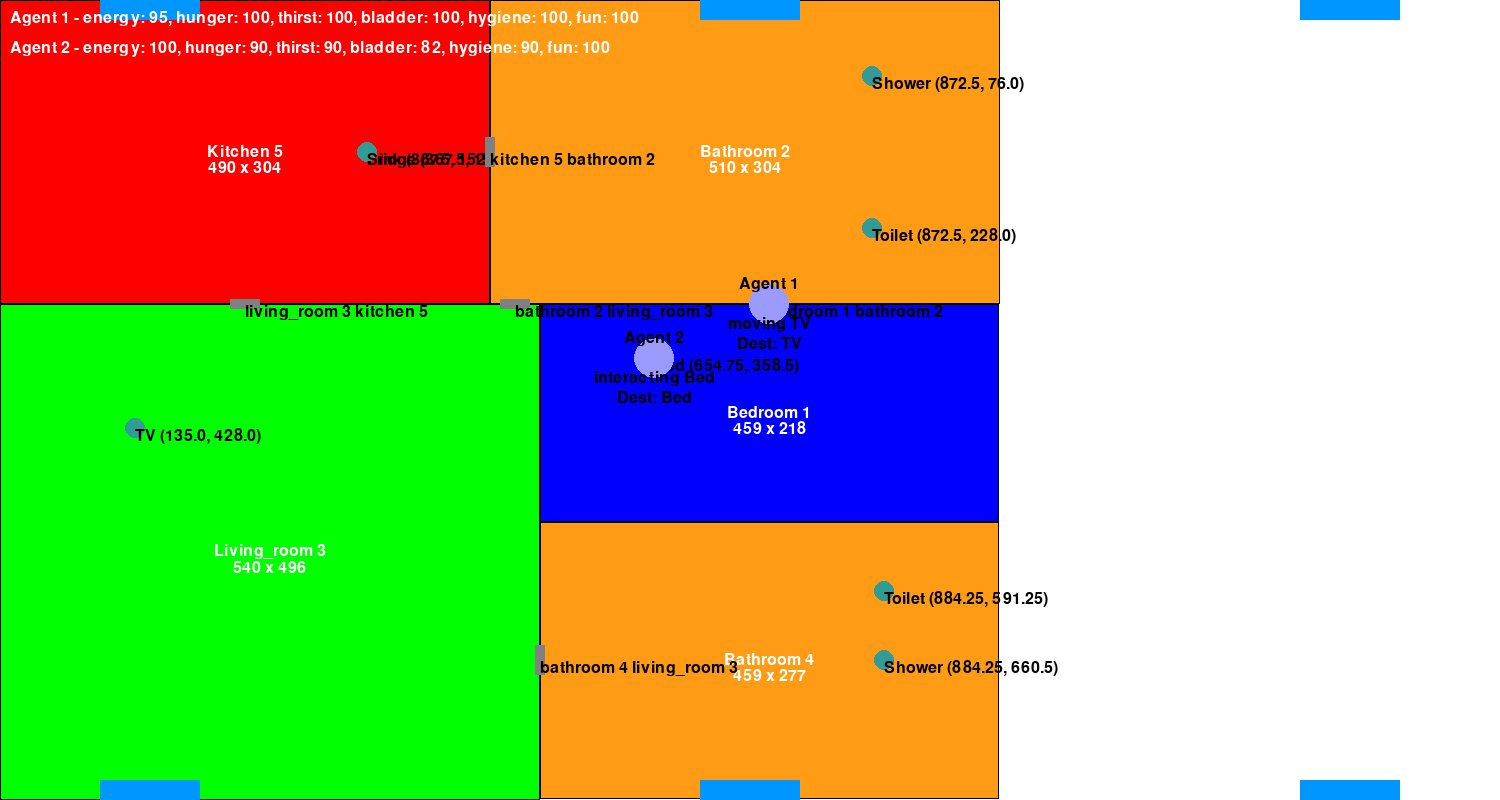 Agent 1 - energy: 95, hunger: 100, thirst: 100, bladder: 100, hygiene: 100, fun: 100
Agent 2 - energy: 100, hunger: 90, thirst: 90, bladder: 82, hygiene: 90, fun: 100
Shower (872.5, 76.0)
Kitchen 5
490 x 304
kitchen 5 bathroom 2
Bathroom 2
510 x 304
Toilet (872.5, 228.0)
Agent 1
living_room 3 kitchen 5
bathroom 2 living_room 3
bathroom 2
moving TV
Agent 2
Dest: TV
(654.75, 358.5)
interacting Bed
Dest: Bed
Bedroom 1
459 x 218
TV (135.0, 428.0)
Living_room 3
540 x 496
Toilet (884.25, 591.25)
Bathroom 4
459 x 277
bathroom 4 living_room 3
Shower (884.25, 660.5)